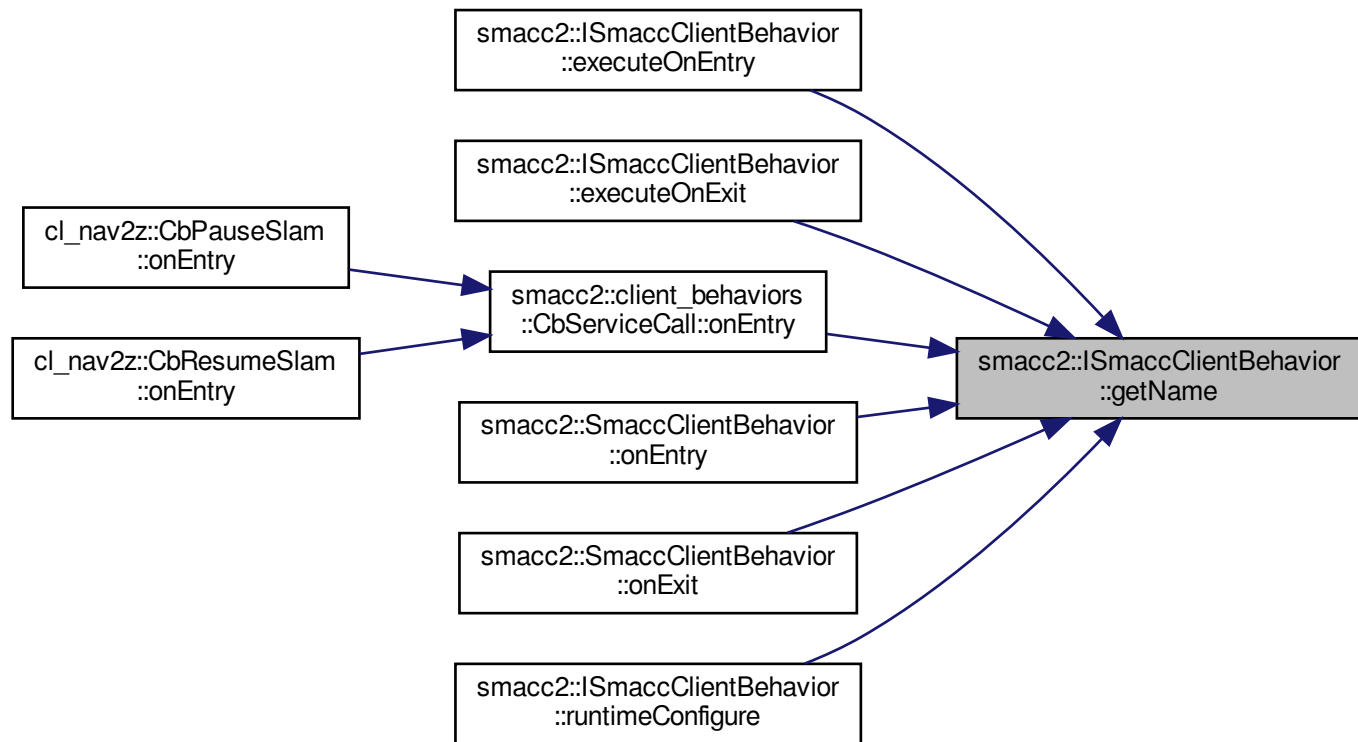 smacc2::ISmaccClientBehavior
::executeOnEntry
smacc2::ISmaccClientBehavior
::executeOnExit
cl_nav2z::CbPauseSlam
::onEntry
smacc2::client_behaviors
::CbServiceCall::onEntry
cl_nav2z::CbResumeSlam
::onEntry
smacc2::ISmaccClientBehavior
::getName
smacc2::SmaccClientBehavior
::onEntry
smacc2::SmaccClientBehavior
::onExit
smacc2::ISmaccClientBehavior
::runtimeConfigure